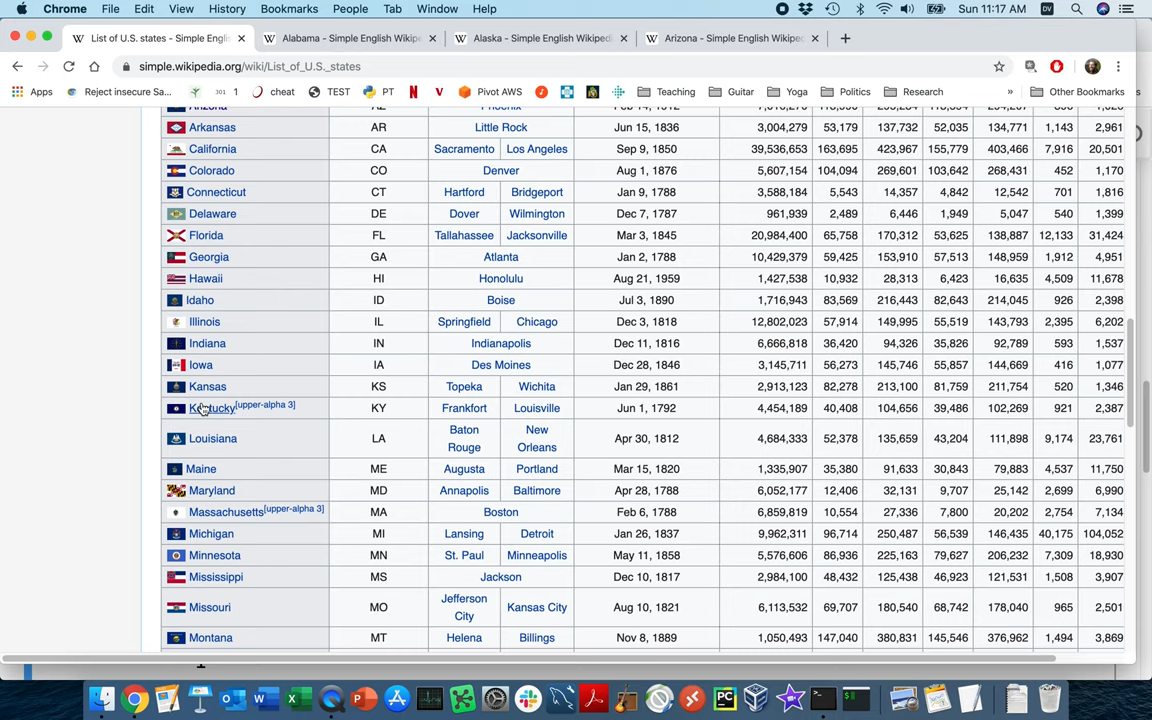 Chrome File Edit View History Bookmarks People Tab Window Help Sun 11:17 AM DV
List of U.S. states - Simple Engli Alabama - Simple English Wikipe Alaska - Simple English Wikiped Arizona - Simple English Wikipe
simple.wikipedia.org/wiki/List_of_U.S._states
Apps Reject insecure Sa... 301 1 cheat TEST PT Pivot AWS Teaching Guitar Yoga Politics Research » Other Bookmarks
Arkansas AR Little Rock Jun 15, 1836 3,004,279 53,179 137,732 52,035 134,771 1,143 2,961
California CA Sacramento Los Angeles Sep 9, 1850 39,536,653 163,695 423,967 155,779 403,466 7,916 20,501
Colorado CO Denver Aug 1, 1876 5,607,154 104,094 269,601 103,642 268,431 452 1,170
Connecticut CT Hartford Bridgeport Jan 9, 1788 3,588,184 5,543 14,357 4,842 12,542 701 1,816
Delaware DE Dover Wilmington Dec 7, 1787 961,939 2,489 6,446 1,949 5,047 540 1,399
Florida FL Tallahassee Jacksonville Mar 3, 1845 20,984,400 65,758 170,312 53,625 138,887 12,133 31,424
Georgia GA Atlanta Jan 2, 1788 10,429,379 59,425 153,910 57,513 148,959 1,912 4,951
Hawaii HI Honolulu Aug 21, 1959 1,427,538 10,932 28,313 6,423 16,635 4,509 11,678
Idaho ID Boise Jul 3, 1890 1,716,943 83,569 216,443 82,643 214,045 926 2,398
Illinois IL Springfield Chicago Dec 3, 1818 12,802,023 57,914 149,995 55,519 143,793 2,395 6,202
Indiana IN Indianapolis Dec 11, 1816 6,666,818 36,420 94,326 35,826 92,789 593 1,537
Iowa IA Des Moines Dec 28, 1846 3,145,711 56,273 145,746 55,857 144,669 416 1,077
Kansas KS Topeka Wichita Jan 29, 1861 2,913,123 82,278 213,100 81,759 211,754 520 1,346
Kentucky[upper-alpha 3] KY Frankfort Louisville Jun 1, 1792 4,454,189 40,408 104,656 39,486 102,269 921 2,387
Louisiana LA Baton Rouge New Orleans Apr 30, 1812 4,684,333 52,378 135,659 43,204 111,898 9,174 23,761
Maine ME Augusta Portland Mar 15, 1820 1,335,907 35,380 91,633 30,843 79,883 4,537 11,750
Maryland MD Annapolis Baltimore Apr 28, 1788 6,052,177 12,406 32,131 9,707 25,142 2,699 6,990
Massachusetts[upper-alpha 3] MA Boston Feb 6, 1788 6,859,819 10,554 27,336 7,800 20,202 2,754 7,134
Michigan MI Lansing Detroit Jan 26, 1837 9,962,311 96,714 250,487 56,539 146,435 40,175 104,052
Minnesota MN St. Paul Minneapolis May 11, 1858 5,576,606 86,936 225,163 79,627 206,232 7,309 18,930
Mississippi MS Jackson Dec 10, 1817 2,984,100 48,432 125,438 46,923 121,531 1,508 3,907
Missouri MO Jefferson City Kansas City Aug 10, 1821 6,113,532 69,707 180,540 68,742 178,040 965 2,501
Montana MT Helena Billings Nov 8, 1889 1,050,493 147,040 380,831 145,546 376,962 1,494 3,869